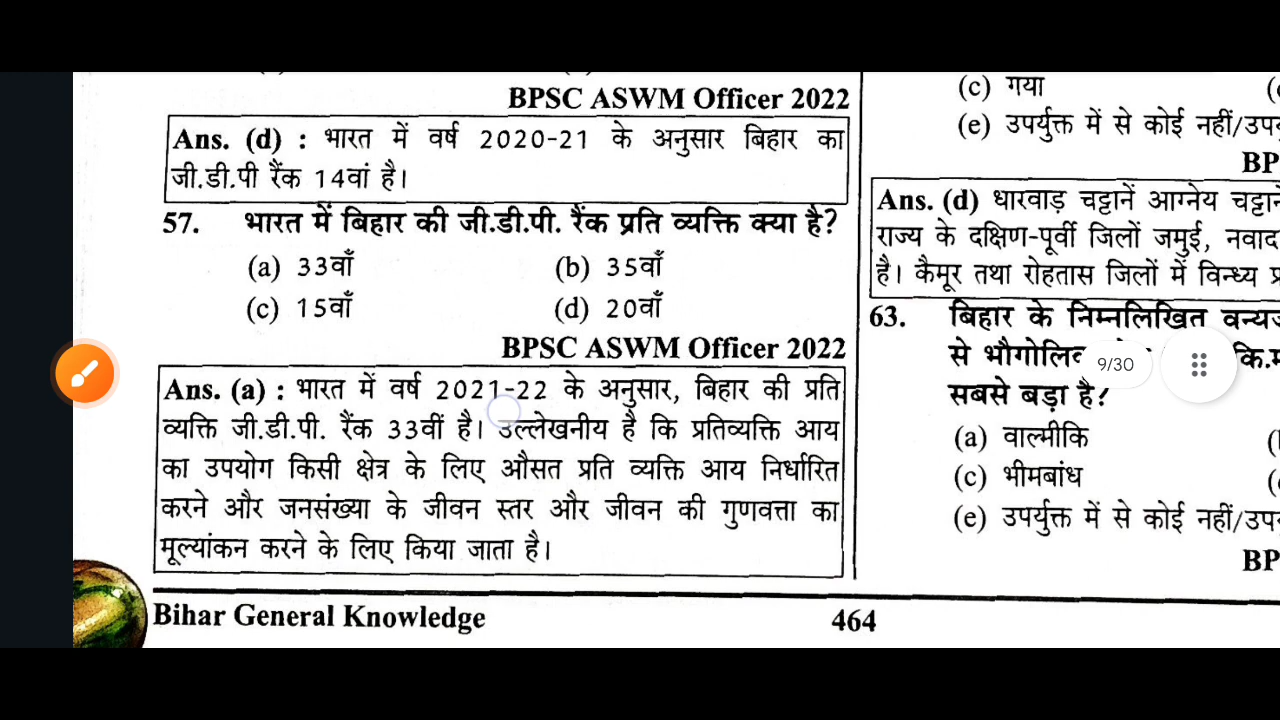 BPSC ASWM Officer 2022
Ans. (d) : भारत में वर्ष 2020-21 के अनुसार बिहार का
जी.डी.पी रैंक 14वां है।
57. भारत में बिहार की जी.डी.पी. रैंक प्रति व्यक्ति क्या है?
(a) 33वाँ (b) 35वाँ
(c) 15वाँ (d) 20वाँ
BPSC ASWM Officer 2022
Ans. (a) : भारत में वर्ष 2021-22 के अनुसार, बिहार की प्रति
व्यक्ति जी.डी.पी. रैंक 33वीं है। उल्लेखनीय है कि प्रतिव्यक्ति आय
का उपयोग किसी क्षेत्र के लिए औसत प्रति व्यक्ति आय निर्धारित
करने और जनसंख्या के जीवन स्तर और जीवन की गुणवत्ता का
मूल्यांकन करने के लिए किया जाता है।
(c) गया
(e) उपर्युक्त में से कोई नहीं/उप
BP
Ans. (d) धारवाड़ चट्टानें आग्नेय
राज्य के दक्षिण-पूर्वी जिलों जमुई,
है। कैमूर तथा रोहतास जिलों में विन्ध्य
63. बिहार के निम्नलिखित
से
9/30
सबसे बड़ा है?
(a) वाल्मीकि
(c) भीमबांध
(e) उपर्युक्त में से कोई नहीं/उप
BP
Bihar General Knowledge 464